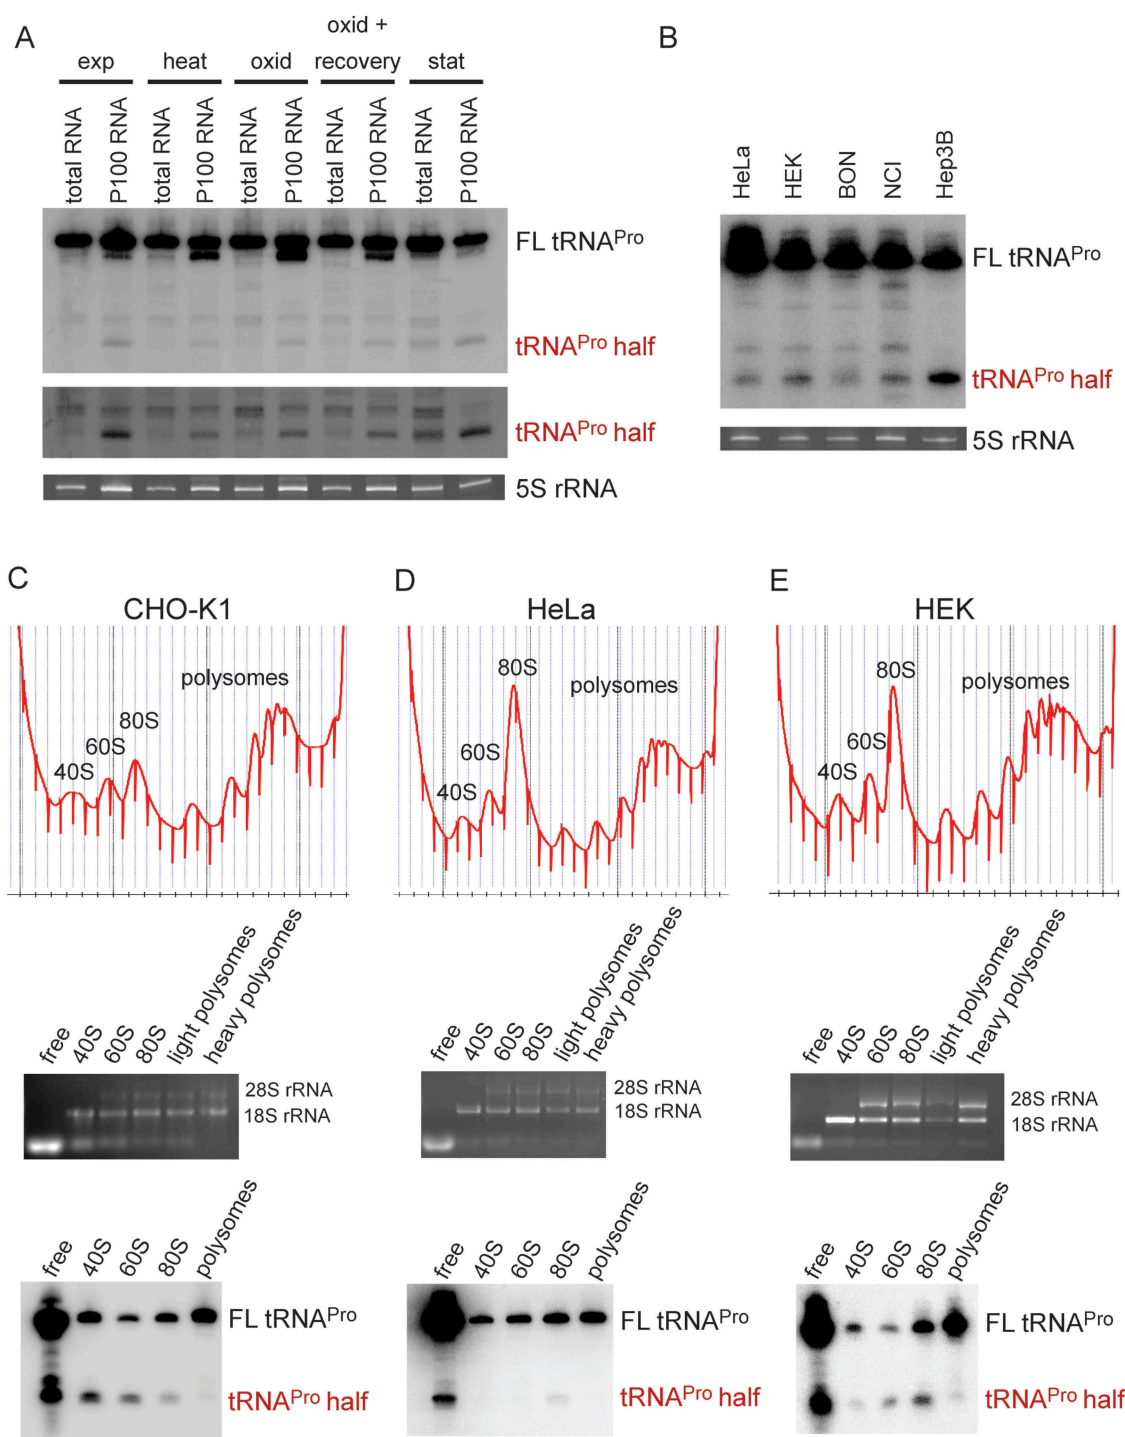 A
exp
heat
oxid
oxid +
recovery
stat
total RNA
P100 RNA
total RNA
P100 RNA
total RNA
P100 RNA
total RNA
P100 RNA
total RNA
P100 RNA
FL tRNAPro
tRNAPro half
tRNAPro half
5S rRNA
B
HeLa
HEK
BON
NCI
Hep3B
FL tRNAPro
tRNAPro half
5S rRNA
C
CHO-K1
40S
60S
80S
polysomes
free
40S
60S
80S
light polysomes
heavy polysomes
28S rRNA
18S rRNA
free
40S
60S
80S
polysomes
FL tRNAPro
tRNAPro half
D
HeLa
40S
60S
80S
polysomes
free
40S
60S
80S
light polysomes
heavy polysomes
28S rRNA
18S rRNA
free
40S
60S
80S
polysomes
FL tRNAPro
tRNAPro half
E
HEK
40S
60S
80S
polysomes
free
40S
60S
80S
light polysomes
heavy polysomes
28S rRNA
18S rRNA
free
40S
60S
80S
polysomes
FL tRNAPro
tRNAPro half